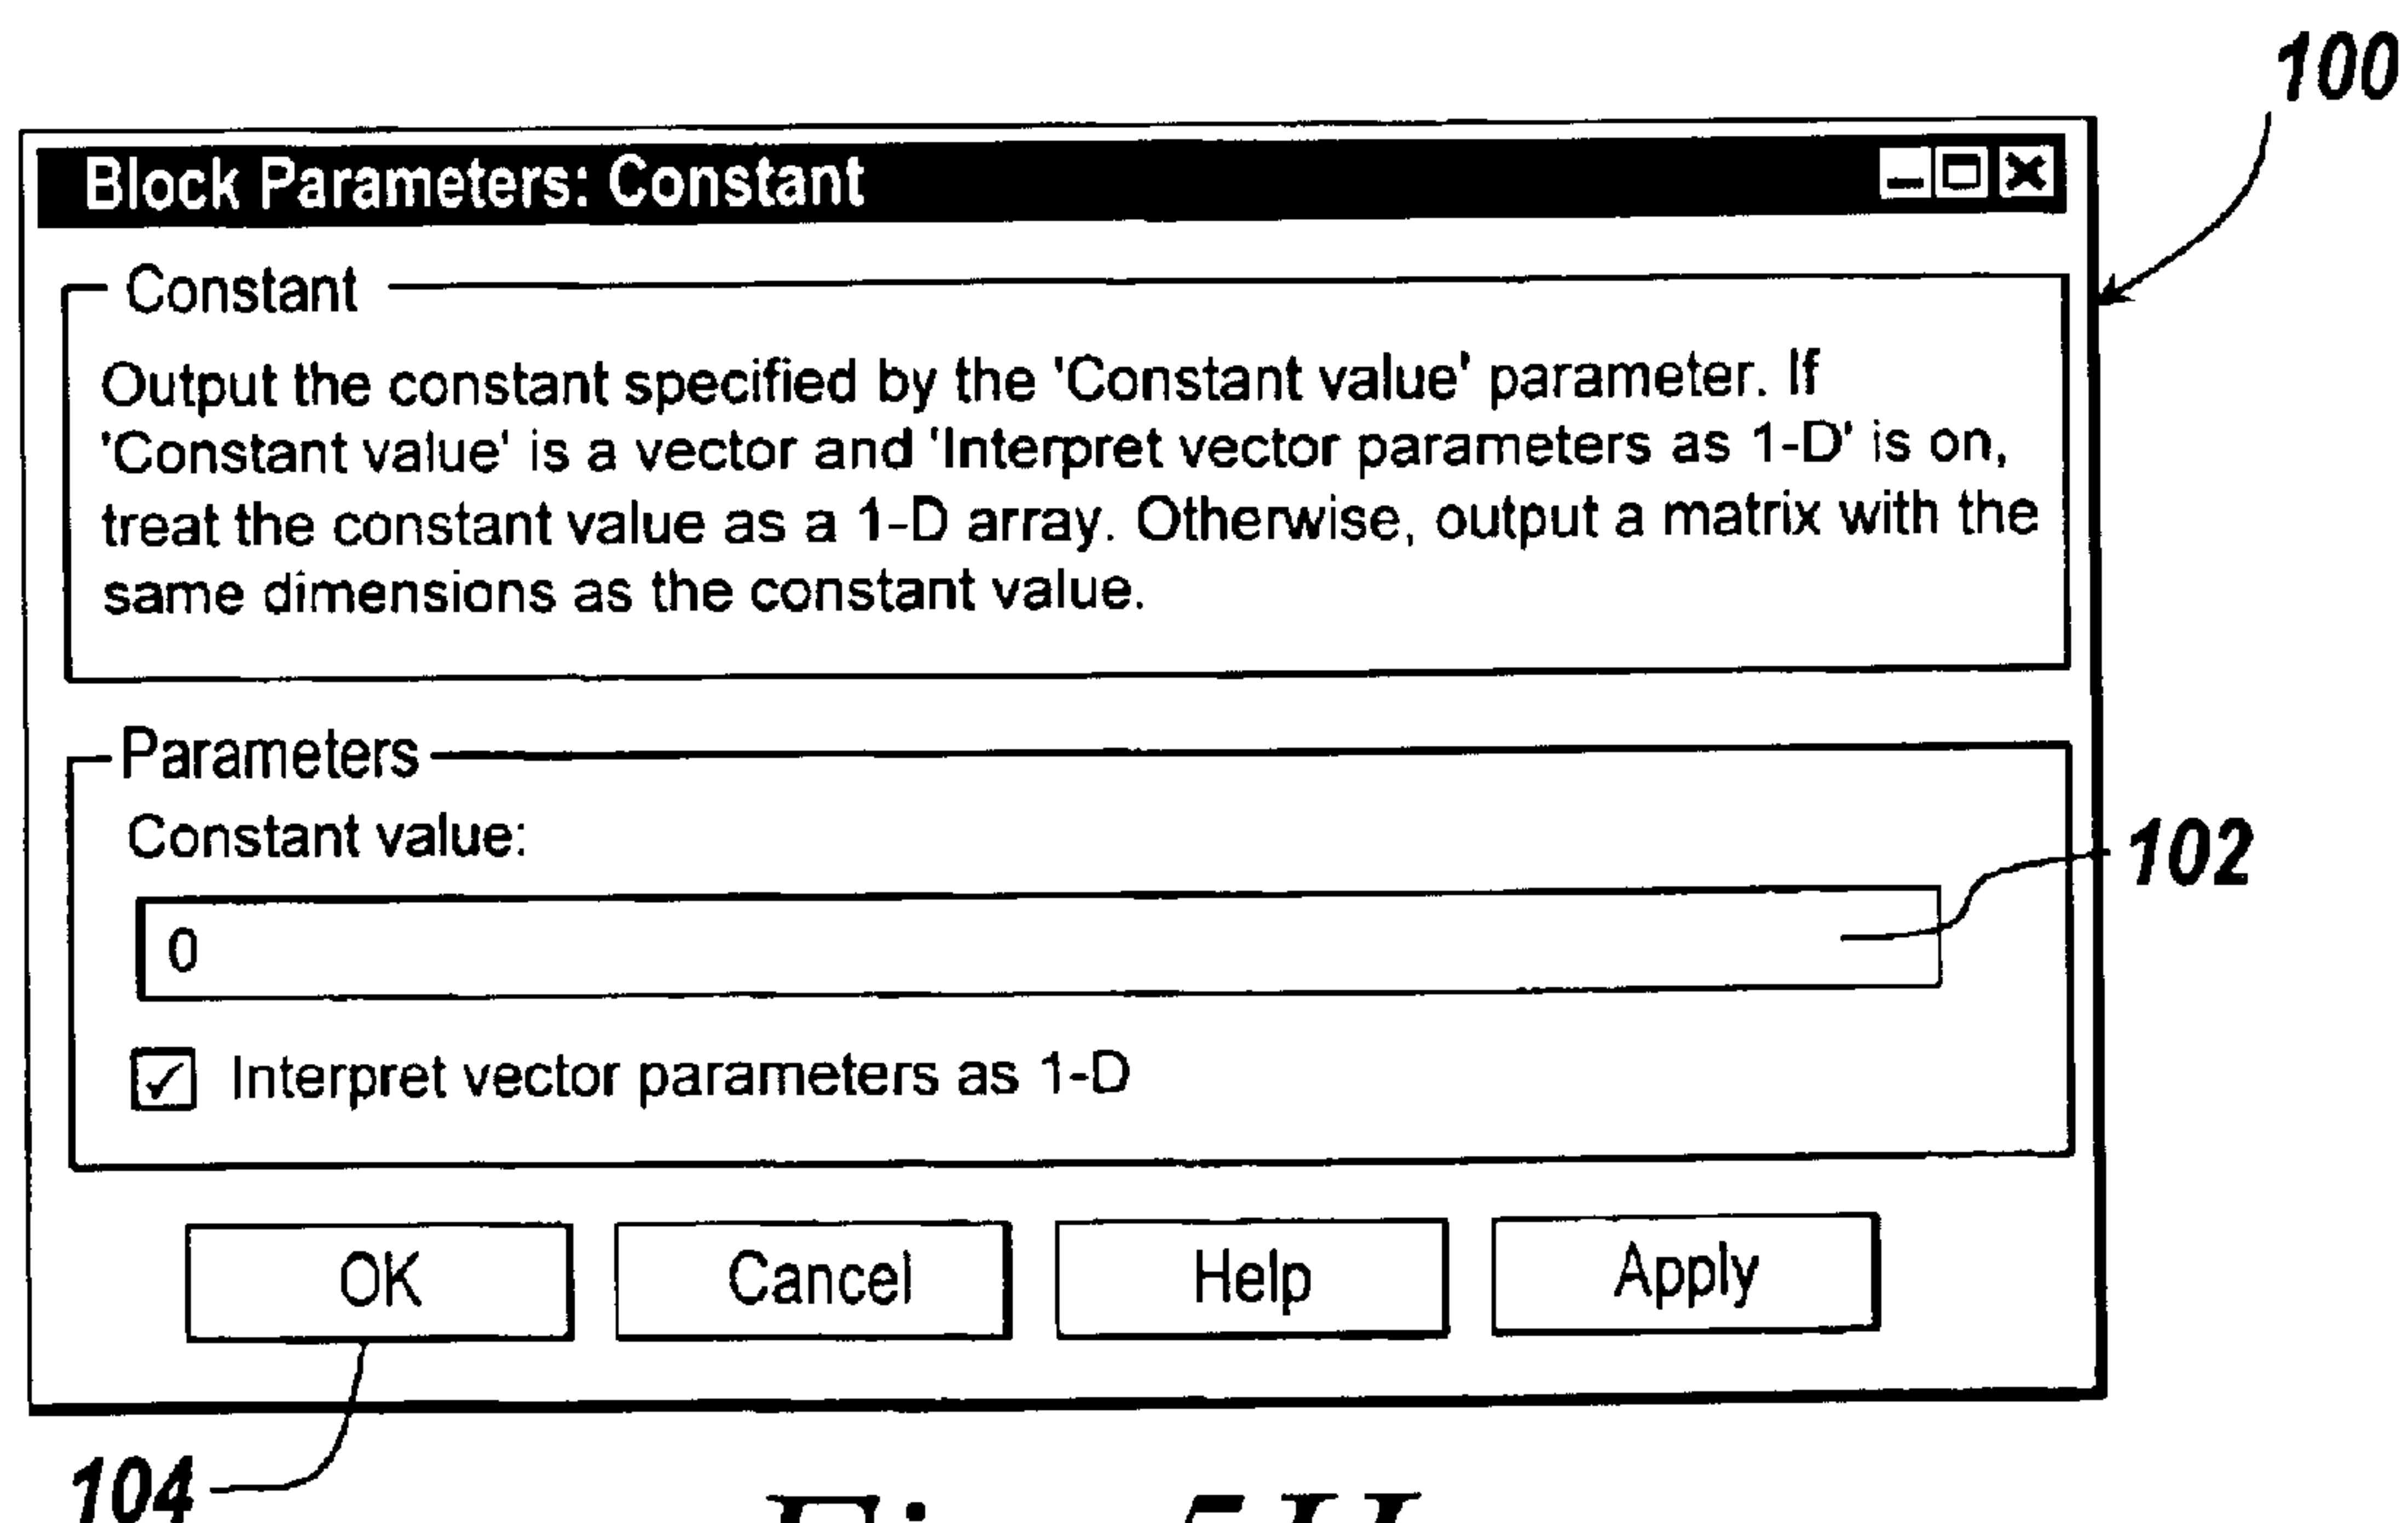 100
Block Parameters: Constant
Constant
Output the constant specified by the 'Constant value' parameter. If
'Constant value' is a vector and 'Interpret vector parameters as 1-D' is on,
treat the constant value as a 1-D array. Otherwise, output a matrix with the
same dimensions as the constant value.
Parameters
Constant value:
102
0
✓ Interpret vector parameters as 1-D
OK
Cancel
Help
Apply
104